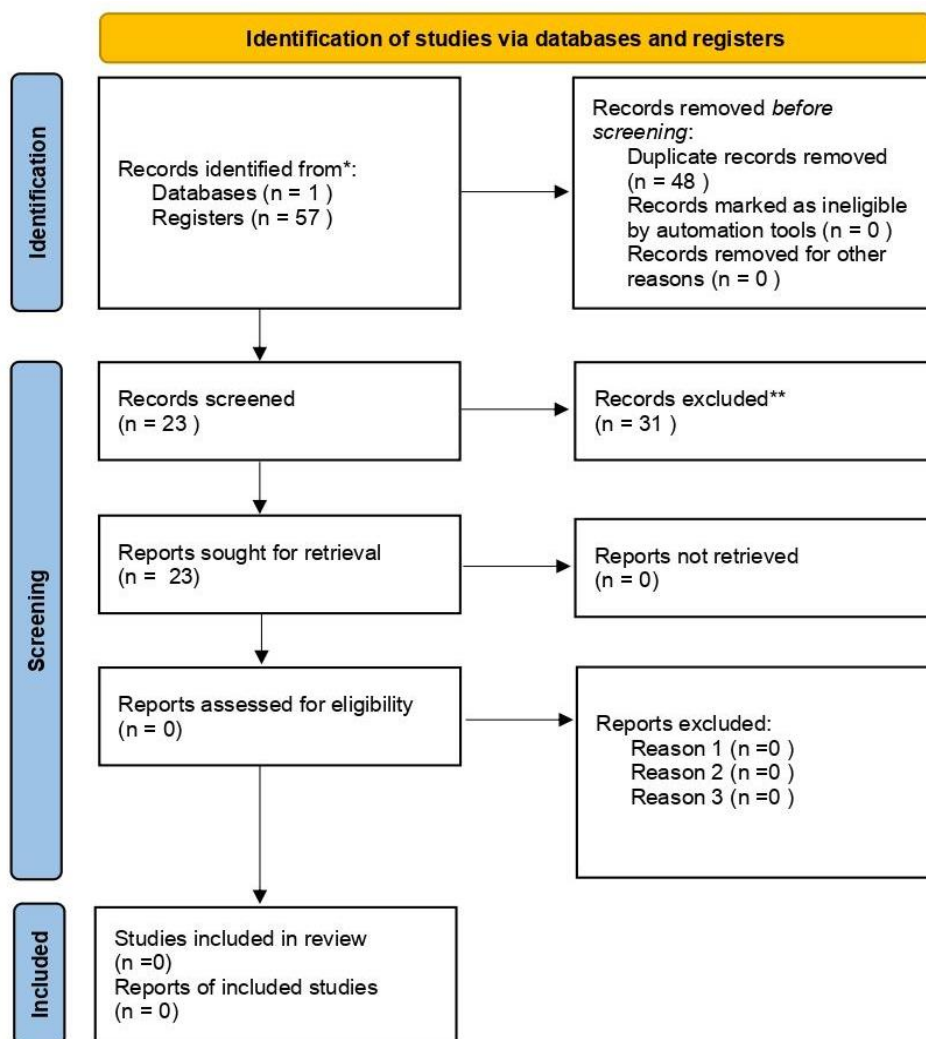 Identification of studies via databases and registers
Identification
Records identified from*:
Databases (n = 1 )
Registers (n = 57 )
Records removed before
screening:
Duplicate records removed
(n = 48 )
Records marked as ineligible
by automation tools (n = 0 )
Records removed for other
reasons (n = 0 )
Screening
Records screened
(n = 23 )
Records excluded**
(n = 31 )
Reports sought for retrieval
(n =  23)
Reports not retrieved
(n = 0)
Reports assessed for eligibility
(n = 0)
Reports excluded:
Reason 1 (n =0 )
Reason 2 (n =0 )
Reason 3 (n =0 )
Included
Studies included in review
(n =0)
Reports of included studies
(n = 0)